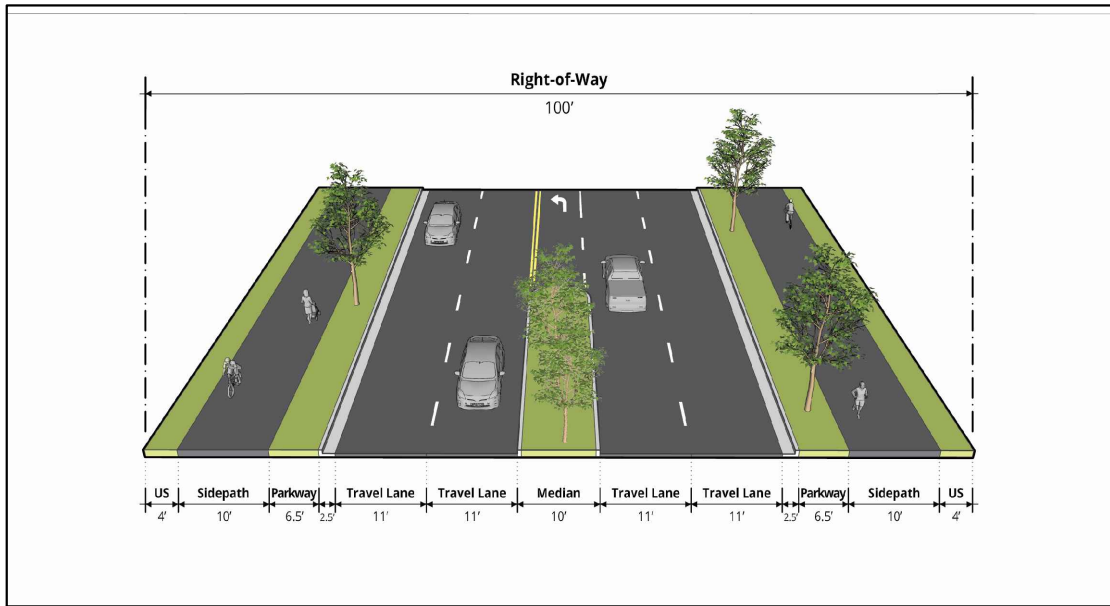 Right-of-Way
100’
US Sidepath Parkway Travel Lane Travel Lane Median Travel Lane Travel Lane Parkway Sidepath US
4’ 10’ 6.5’ 2.5’ 11’ 11’ 10’ 11’ 11’ 2.5’ 6.5’ 10’ 4’